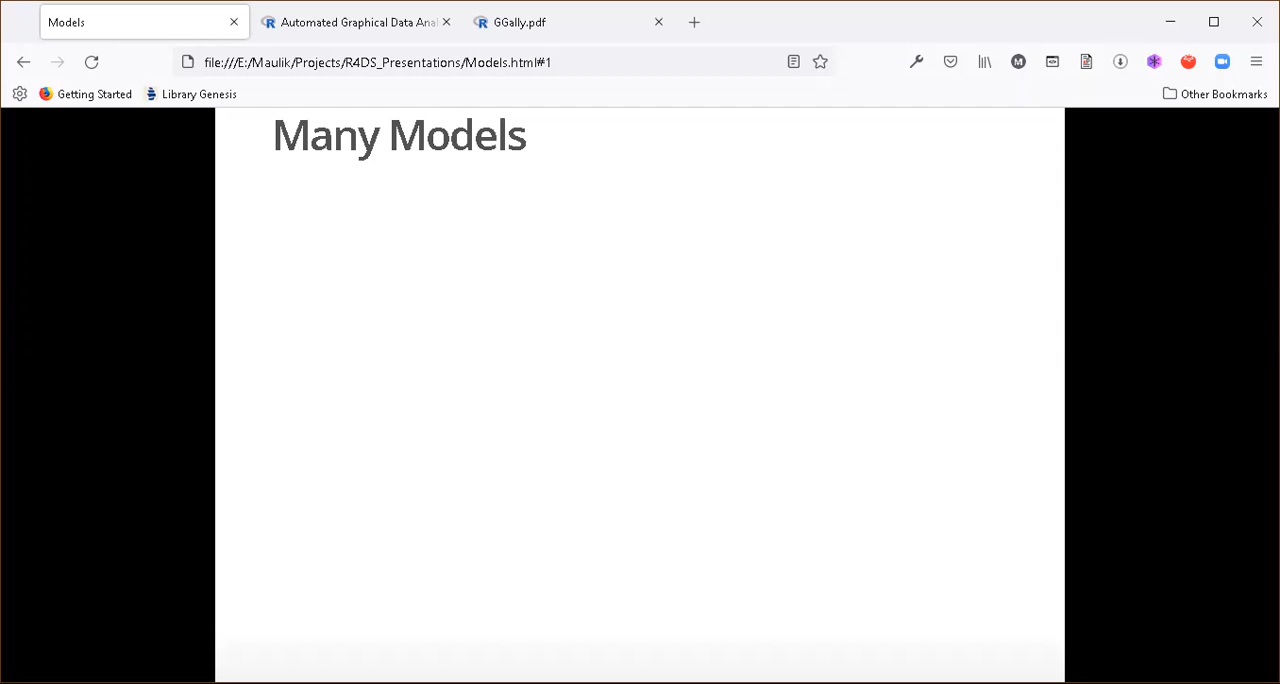 Models
Automated Graphical Data Anal
GGally.pdf
file:///E:/Maulik/Projects/R4DS_Presentations/Models.html#1
M
Getting Started
Library Genesis
Other Bookmarks
Many Models